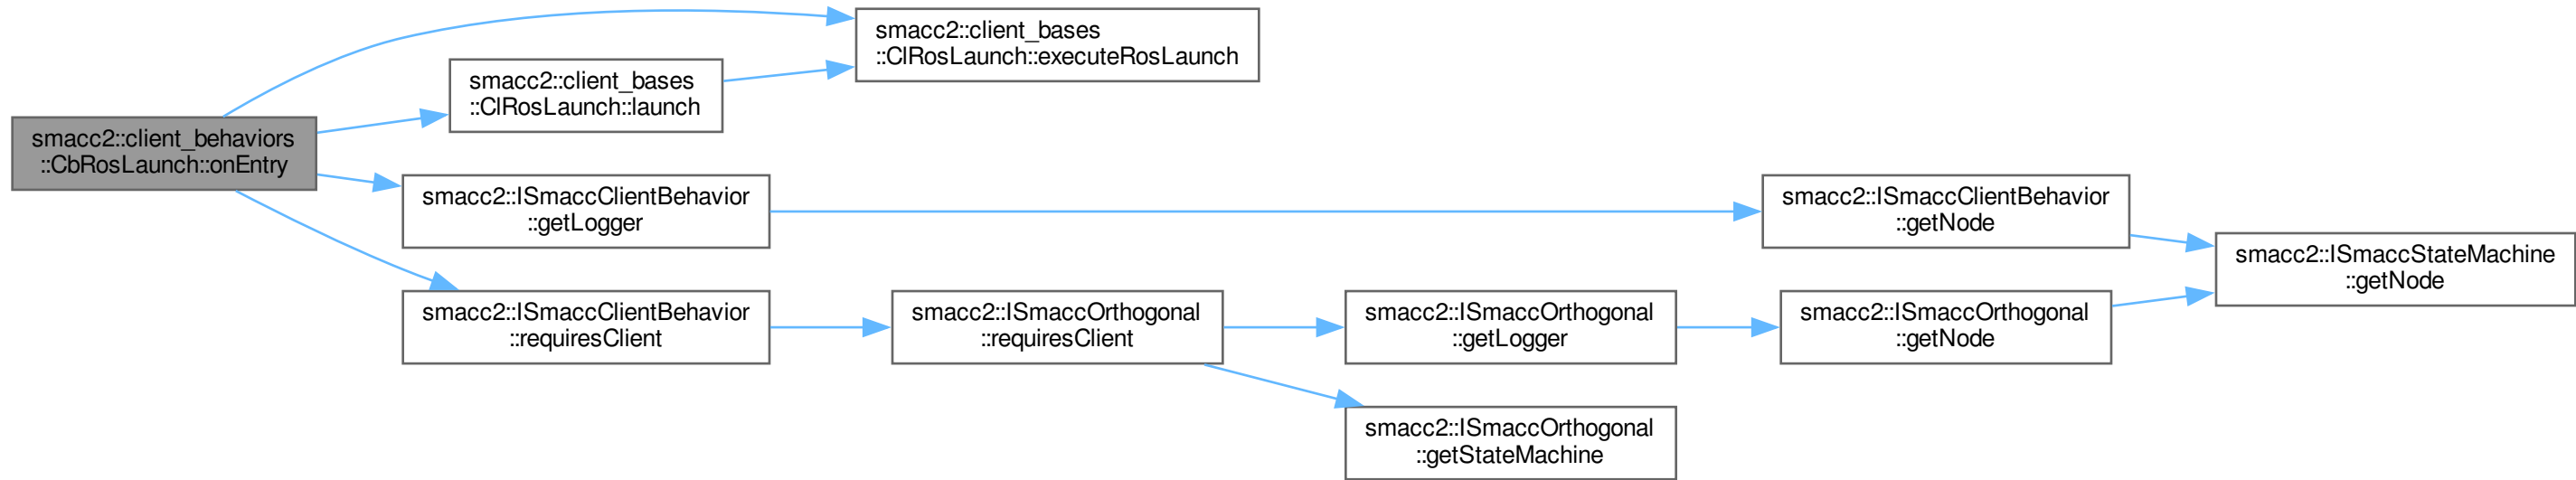 smacc2::client_behaviors
::CbRosLaunch::onEntry
smacc2::client_bases
::ClRosLaunch::launch
smacc2::client_bases
::ClRosLaunch::executeRosLaunch
smacc2::ISmaccClientBehavior
::getLogger
smacc2::ISmaccClientBehavior
::getNode
smacc2::ISmaccStateMachine
::getNode
smacc2::ISmaccClientBehavior
::requiresClient
smacc2::ISmaccOrthogonal
::requiresClient
smacc2::ISmaccOrthogonal
::getLogger
smacc2::ISmaccOrthogonal
::getNode
smacc2::ISmaccOrthogonal
::getStateMachine